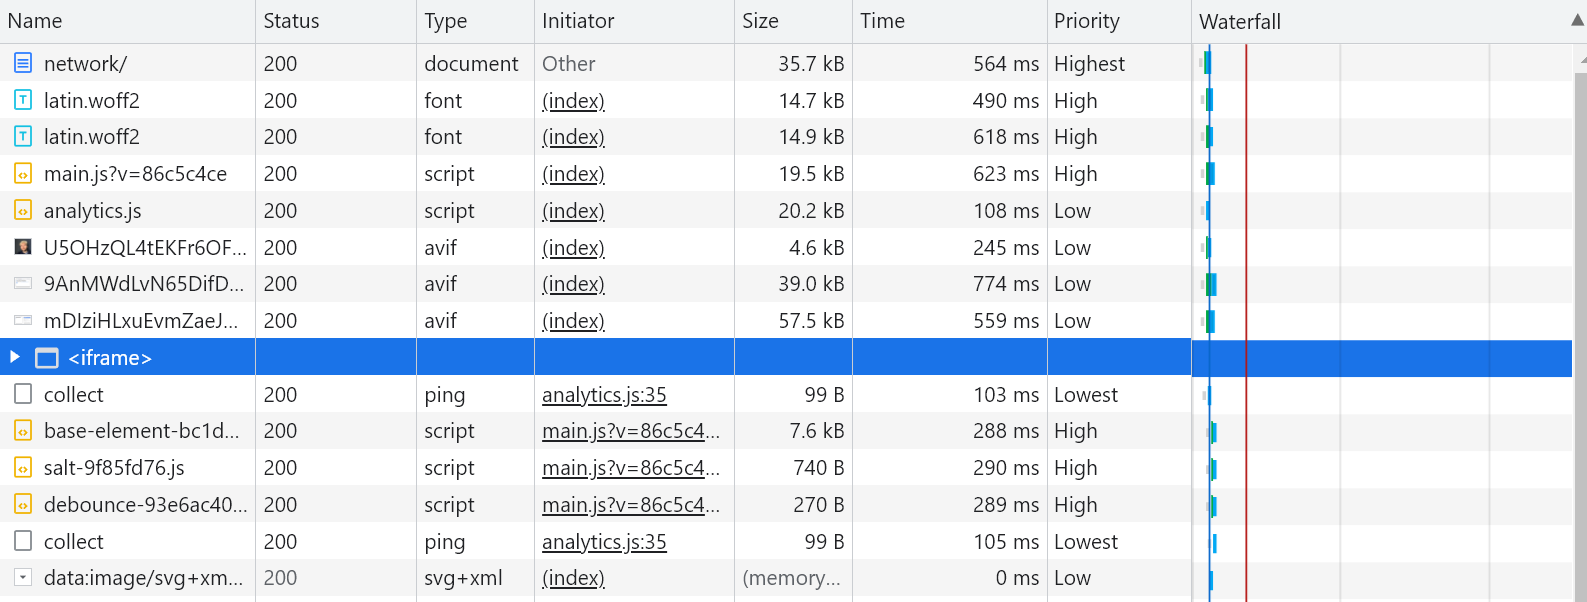 Name Status Type Initiator Size Time Priority Waterfall
network/ 200 document Other 35.7 kB 564 ms Highest
latin.woff2 200 font (index) 14.7 kB 490 ms High
latin.woff2 200 font (index) 14.9 kB 618 ms High
main.js?v=86c5c4ce 200 script (index) 19.5 kB 623 ms High
analytics.js 200 script (index) 20.2 kB 108 ms Low
U5OHzQL4tEKFr6OF... 200 avif (index) 4.6 kB 245 ms Low
9AnMWdLvN65DifD... 200 avif (index) 39.0 kB 774 ms Low
mDIziHLxuEvmZaeJ... 200 avif (index) 57.5 kB 559 ms Low
<iframe>
collect 200 ping analytics.js:35 99 B 103 ms Lowest
base-element-bc1d... 200 script main.js?v=86c5c4... 7.6 kB 288 ms High
salt-9f85fd76.js 200 script main.js?v=86c5c4... 740 B 290 ms High
debounce-93e6ac40... 200 script main.js?v=86c5c4... 270 B 289 ms High
collect 200 ping analytics.js:35 99 B 105 ms Lowest
data:image/svg+xm... 200 svg+xml (index) (memory... 0 ms Low